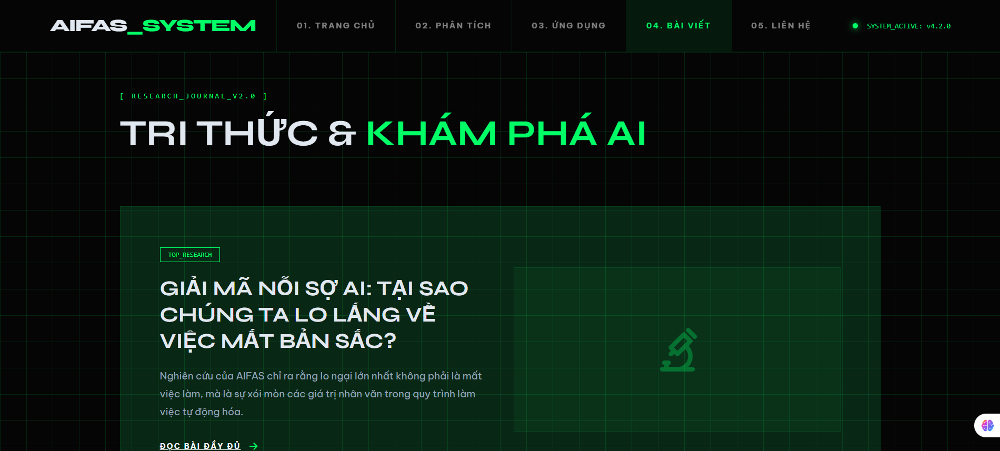 AIFAS_SYSTEM
01. TRANG CHỦ
02. PHÂN TÍCH
03. ỨNG DỤNG
04. BÀI VIẾT
05. LIÊN HỆ
SYSTEM_ACTIVE: v4.2.0
[ RESEARCH_JOURNAL_V2.0 ]
TRI THỨC & KHÁM PHÁ AI
TOP_RESEARCH
GIẢI MÃ NỖI SỢ AI: TẠI SAO
CHÚNG TA LO LẮNG VỀ
VIỆC MẤT BẢN SẮC?
Nghiên cứu của AIFAS chỉ ra rằng lo ngại lớn nhất không phải là mất
việc làm, mà là sự xói mòn các giá trị nhân văn trong quy trình làm
việc tự động hóa.
ĐỌC BÀI ĐẦY ĐỦ